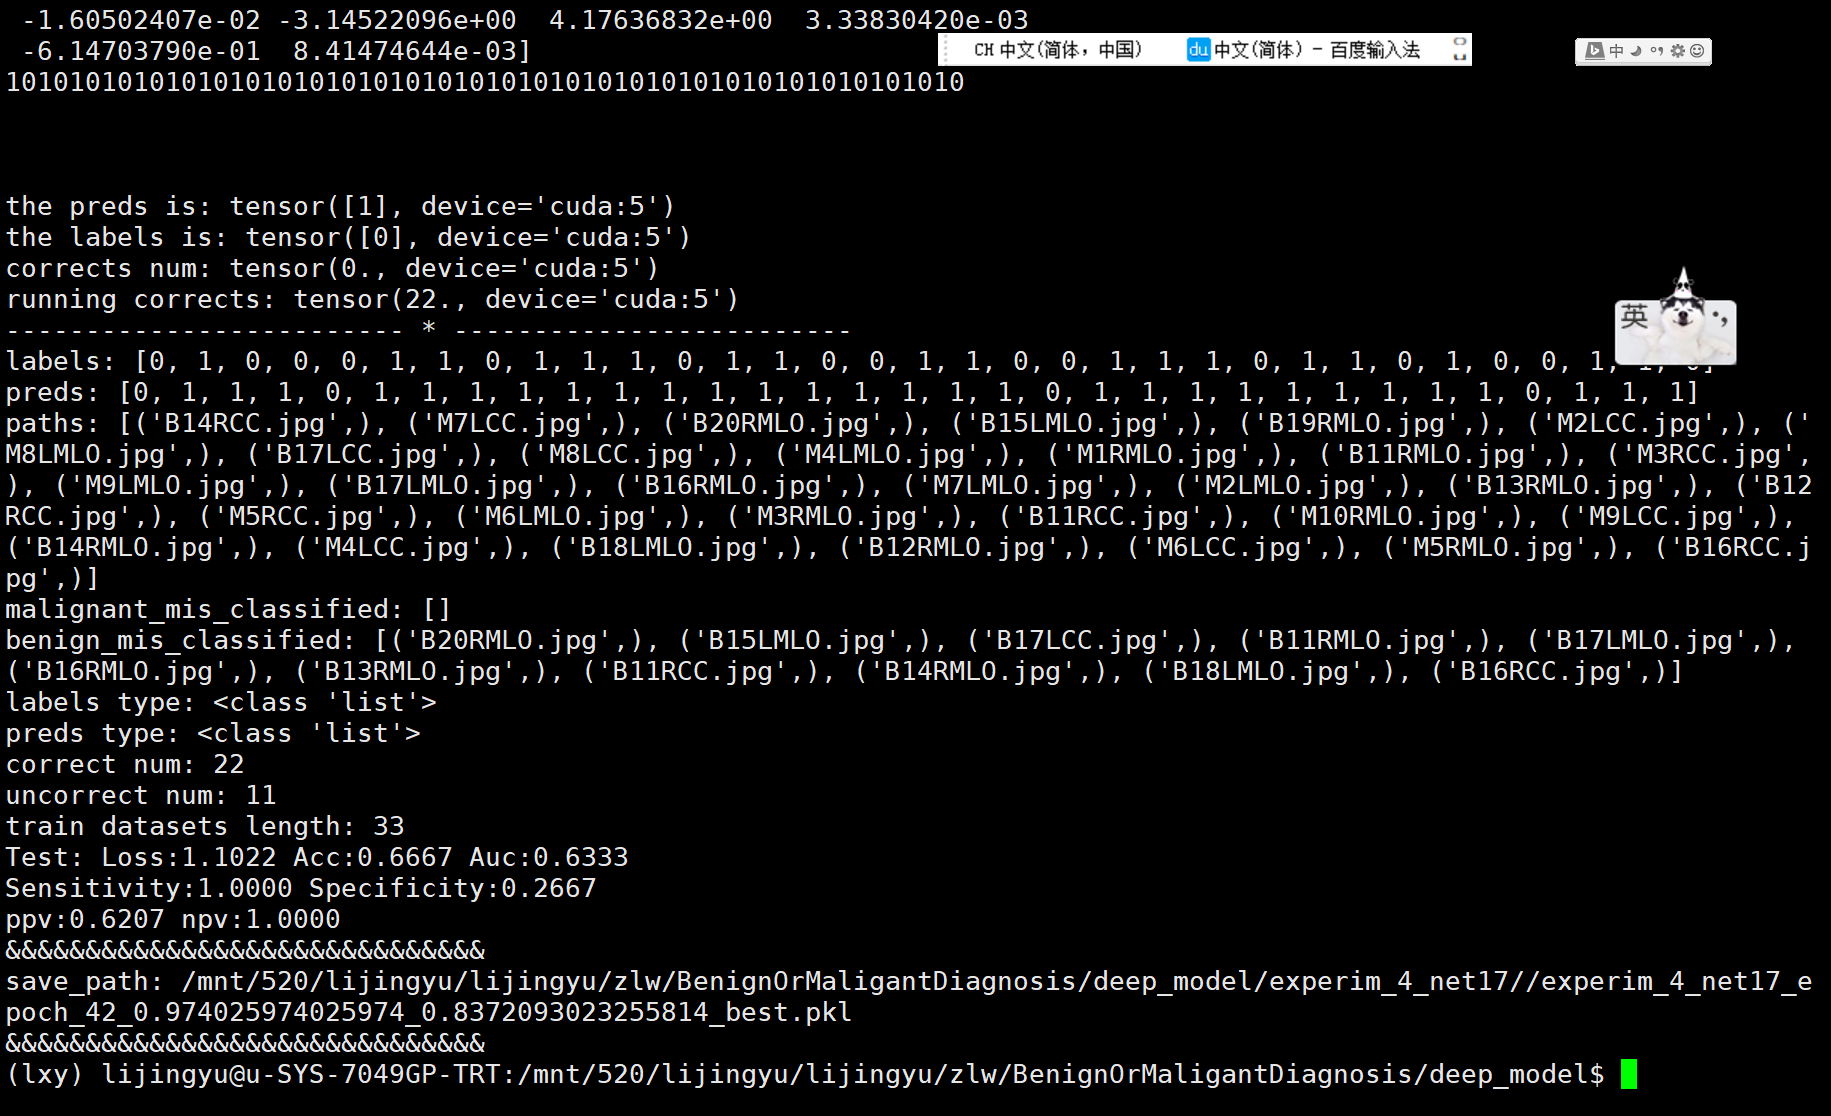 -1.60502407e-02 -3.14522096e+00  4.17636832e+00  3.33830420e-03
-6.14703790e-01  8.41474644e-03]
CH 中文(简体，中国)
du 中文(简体) - 百度输入法
中
101010101010101010101010101010101010101010101010101010101010
the preds is: tensor([1], device='cuda:5')
the labels is: tensor([0], device='cuda:5')
corrects num: tensor(0., device='cuda:5')
running corrects: tensor(22., device='cuda:5')
------------------------- * -------------------------
英
labels: [0, 1, 0, 0, 0, 1, 1, 0, 1, 1, 1, 0, 1, 1, 0, 0, 1, 1, 0, 0, 1, 1, 1, 0, 1, 1, 0, 1, 0, 0, 1, 1, 0]
preds: [0, 1, 1, 1, 0, 1, 1, 1, 1, 1, 1, 1, 1, 1, 1, 1, 1, 1, 1, 0, 1, 1, 1, 1, 1, 1, 1, 1, 1, 0, 1, 1, 1]
paths: [('B14RCC.jpg',), ('M7LCC.jpg',), ('B20RMLO.jpg',), ('B15LMLO.jpg',), ('B19RMLO.jpg',), ('M2LCC.jpg',), ('
M8LMLO.jpg',), ('B17LCC.jpg',), ('M8LCC.jpg',), ('M4LMLO.jpg',), ('M1RMLO.jpg',), ('B11RMLO.jpg',), ('M3RCC.jpg',
), ('M9LMLO.jpg',), ('B17LMLO.jpg',), ('B16RMLO.jpg',), ('M7LMLO.jpg',), ('M2LMLO.jpg',), ('B13RMLO.jpg',), ('B12
RCC.jpg',), ('M5RCC.jpg',), ('M6LMLO.jpg',), ('M3RMLO.jpg',), ('B11RCC.jpg',), ('M10RMLO.jpg',), ('M9LCC.jpg',),
('B14RMLO.jpg',), ('M4LCC.jpg',), ('B18LMLO.jpg',), ('B12RMLO.jpg',), ('M6LCC.jpg',), ('M5RMLO.jpg',), ('B16RCC.j
pg',)]
malignant_mis_classified: []
benign_mis_classified: [('B20RMLO.jpg',), ('B15LMLO.jpg',), ('B17LCC.jpg',), ('B11RMLO.jpg',), ('B17LMLO.jpg',),
('B16RMLO.jpg',), ('B13RMLO.jpg',), ('B11RCC.jpg',), ('B14RMLO.jpg',), ('B18LMLO.jpg',), ('B16RCC.jpg',)]
labels type: <class 'list'>
preds type: <class 'list'>
correct num: 22
uncorrect num: 11
train datasets length: 33
Test: Loss:1.1022 Acc:0.6667 Auc:0.6333
Sensitivity:1.0000 Specificity:0.2667
ppv:0.6207 npv:1.0000
&&&&&&&&&&&&&&&&&&&&&&&&&&&&&&
save_path: /mnt/520/lijingyu/lijingyu/zlw/BenignOrMaligantDiagnosis/deep_model/experim_4_net17//experim_4_net17_e
poch_42_0.974025974025974_0.8372093023255814_best.pkl
&&&&&&&&&&&&&&&&&&&&&&&&&&&&&&
(lxy) lijingyu@u-SYS-7049GP-TRT:/mnt/520/lijingyu/lijingyu/zlw/BenignOrMaligantDiagnosis/deep_model$